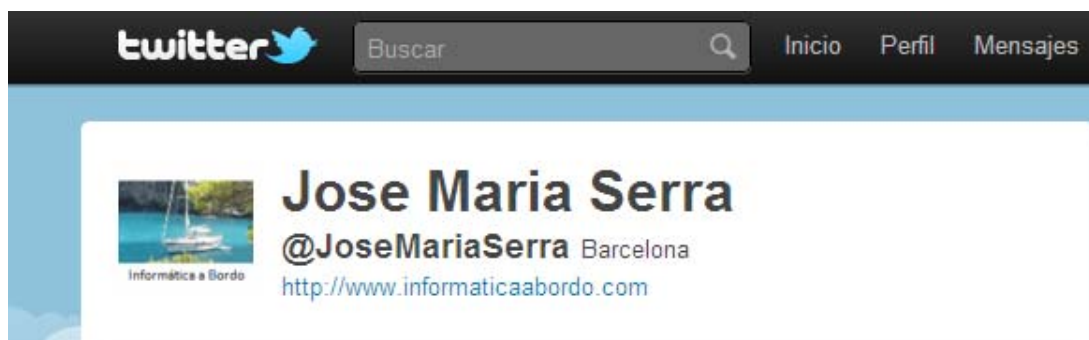 twitter Buscar Inicio Perfil Mensajes
Jose Maria Serra
@JoseMariaSerra Barcelona
Informática a Bordo
http://www.informaticaabordo.com